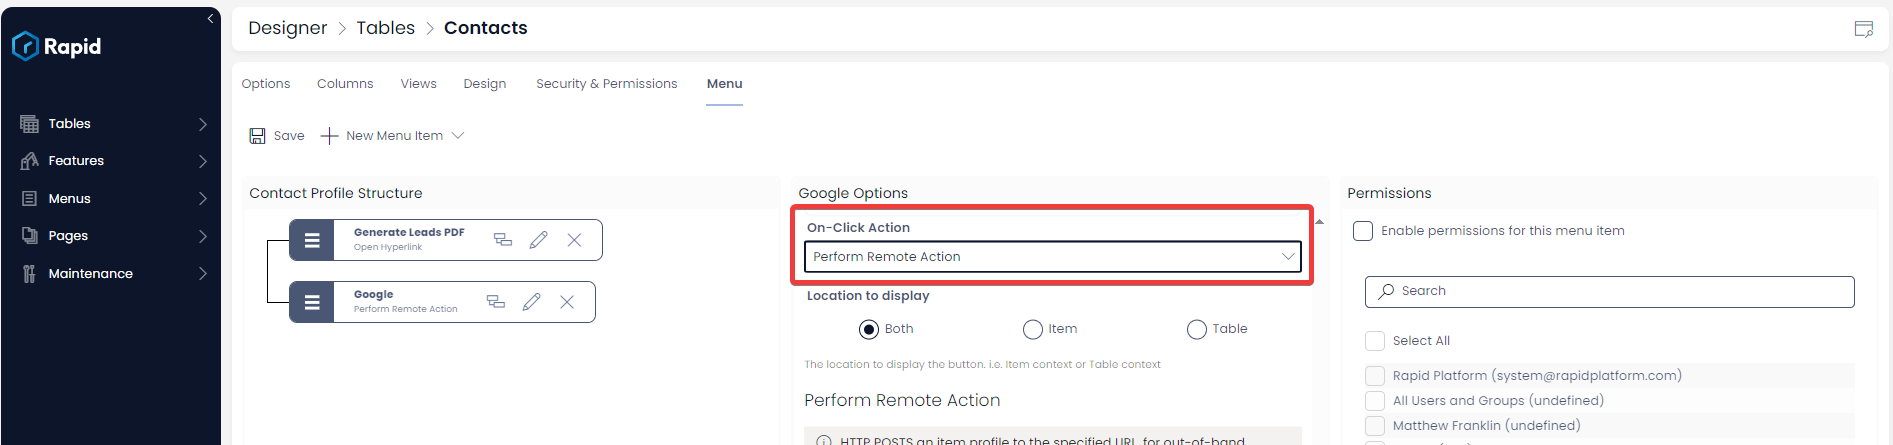 Rapid
Tables
Features
Menus
Pages
Maintenance
Designer > Tables > Contacts
Options Columns Views Design Security & Permissions Menu
Save New Menu Item
Contact Profile Structure
Generate Leads PDF
Open Hyperlink
Google
Perform Remote Action
Google Options
On-Click Action
Perform Remote Action
Location to display
Both Item Table
The location to display the button. i.e. Item context or Table context
Perform Remote Action
HTTP POSTS an item profile to the specified URL for out-of-band
Permissions
Enable permissions for this menu item
Search
Select All
Rapid Platform (system@rapidplatform.com)
All Users and Groups (undefined)
Matthew Franklin (undefined)